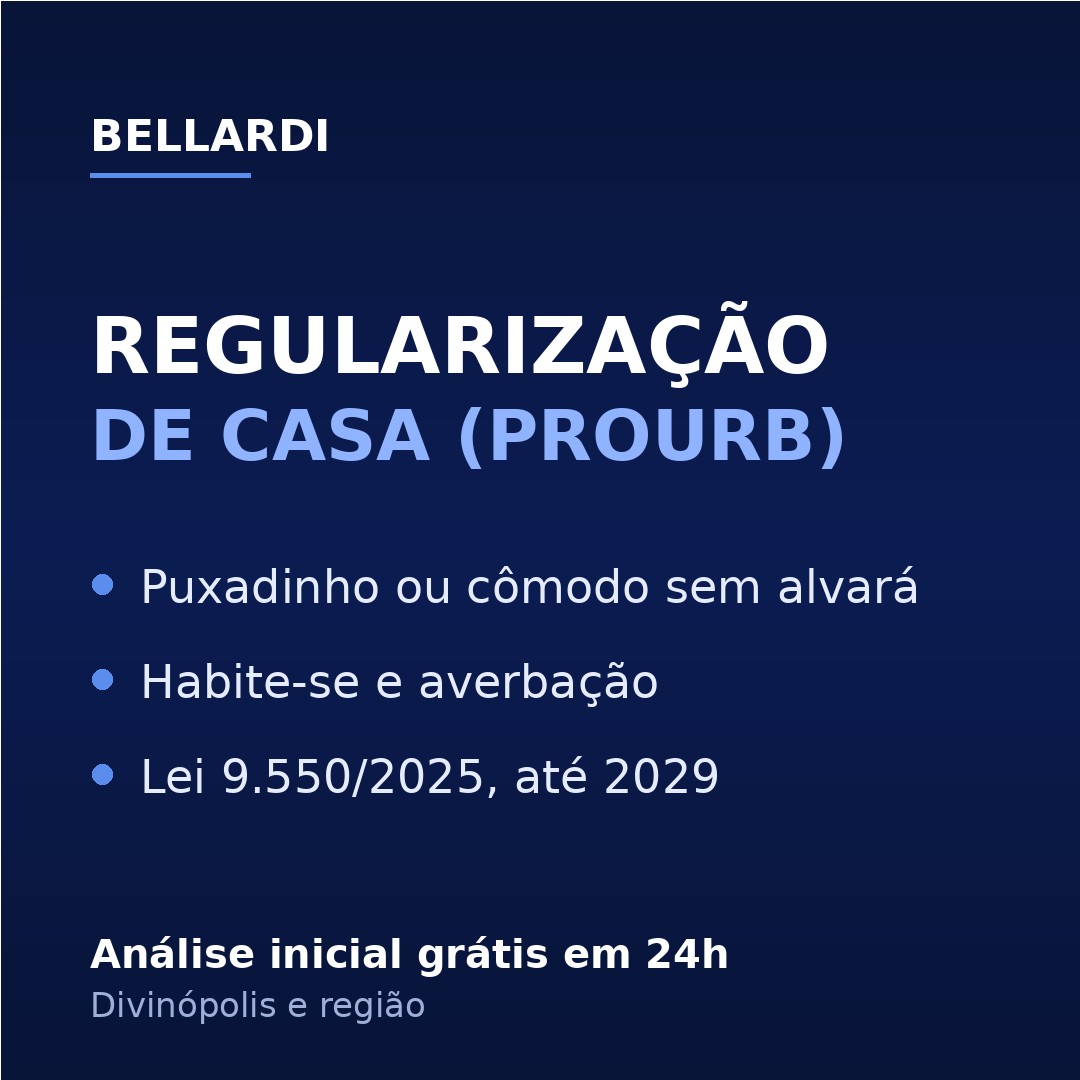 BELLARDI
REGULARIZAÇÃO
DE CASA (PROURB)
Puxadinho ou cômodo sem alvará
Habite-se e averbação
Lei 9.550/2025, até 2029
Análise inicial grátis em 24h
Divinópolis e região